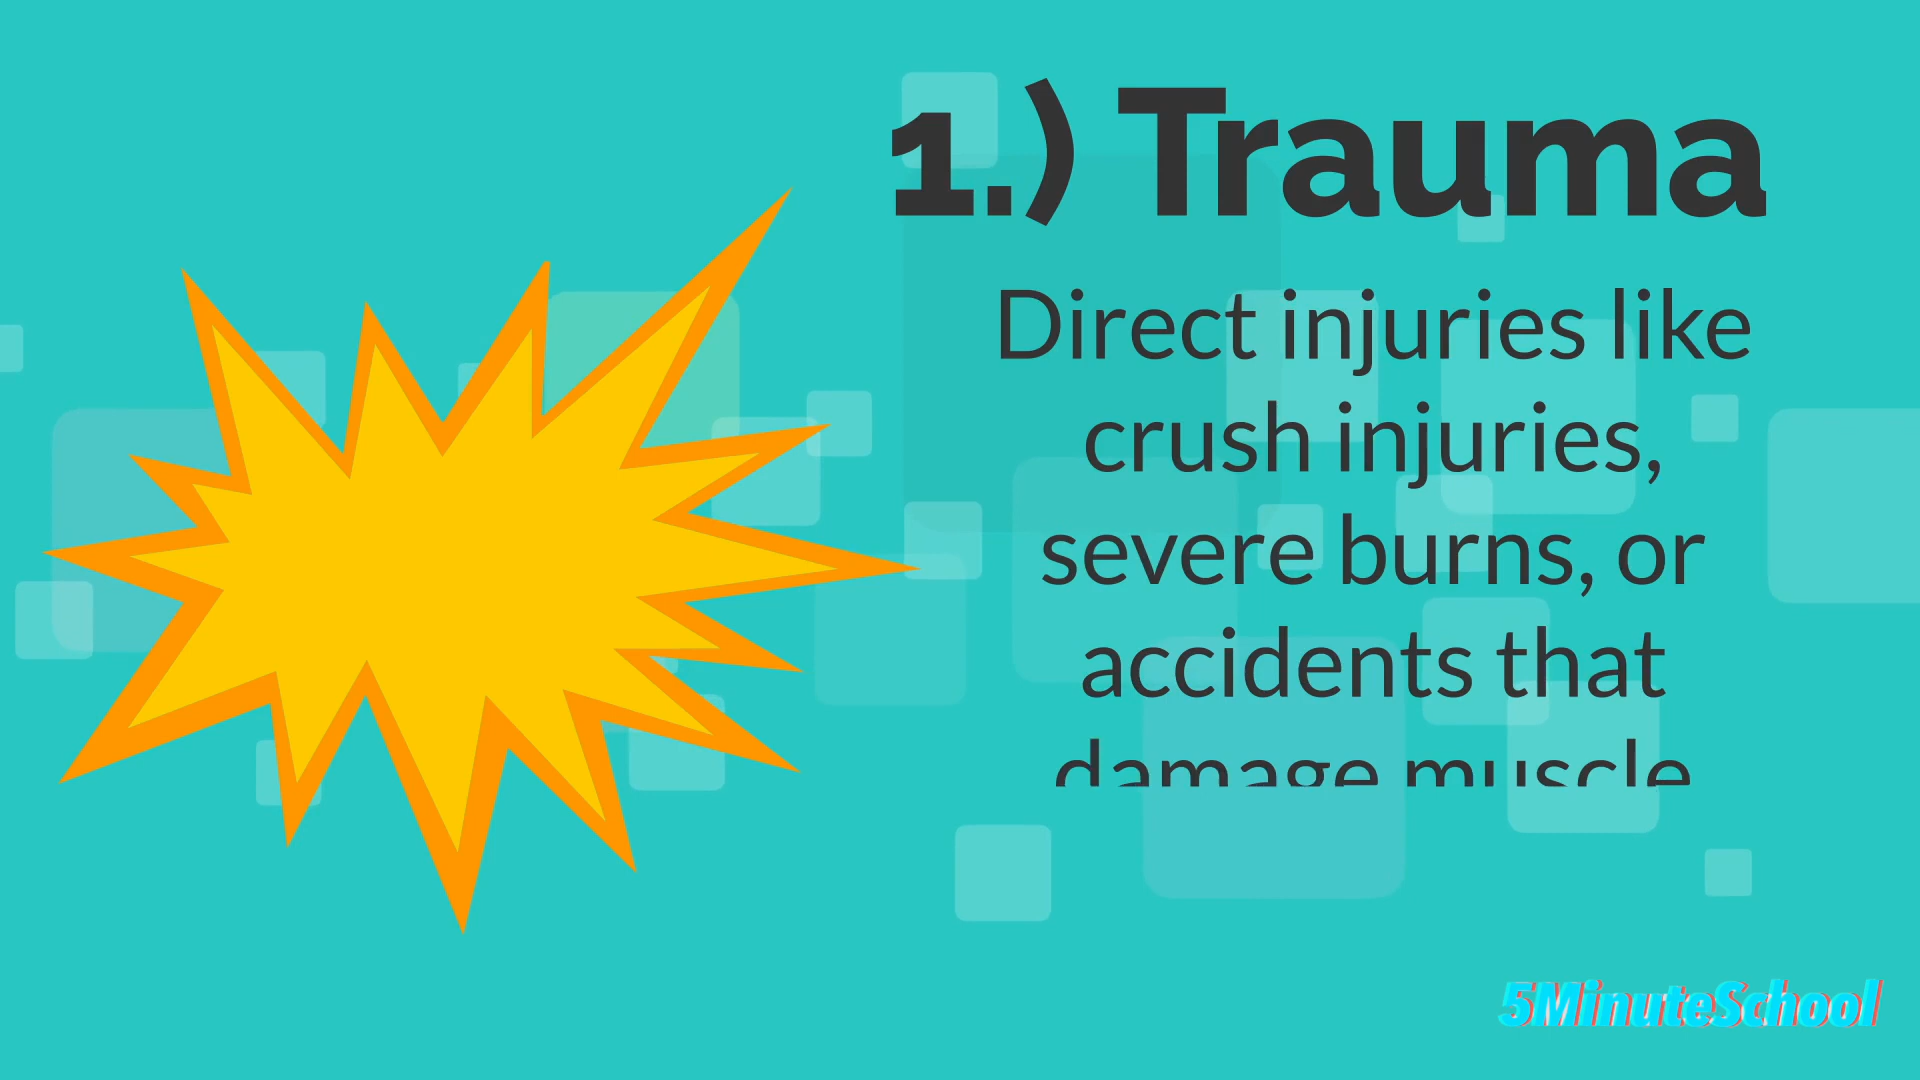 1.) Trauma
Direct injuries like
crush injuries,
severe burns, or
accidents that
damage muscle
5MinuteSchool